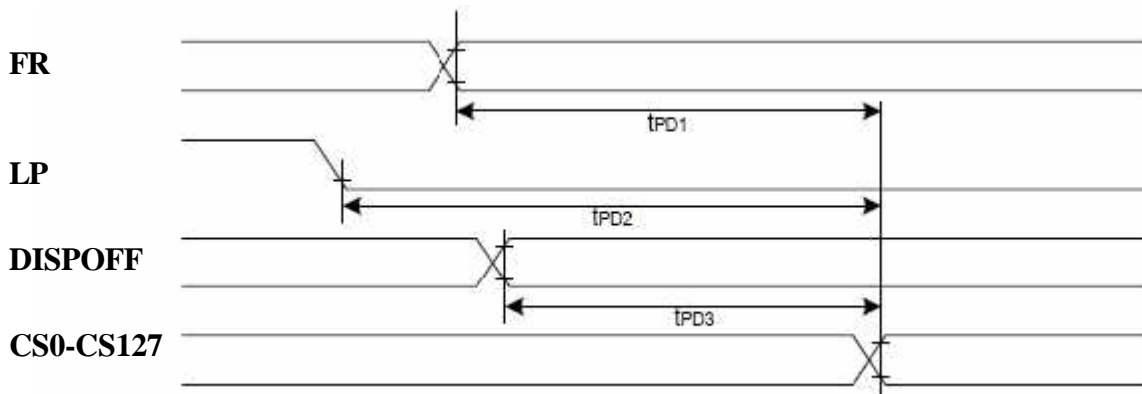 FR
tPD1
LP
tPD2
DISPOFF
tPD3
CS0-CS127